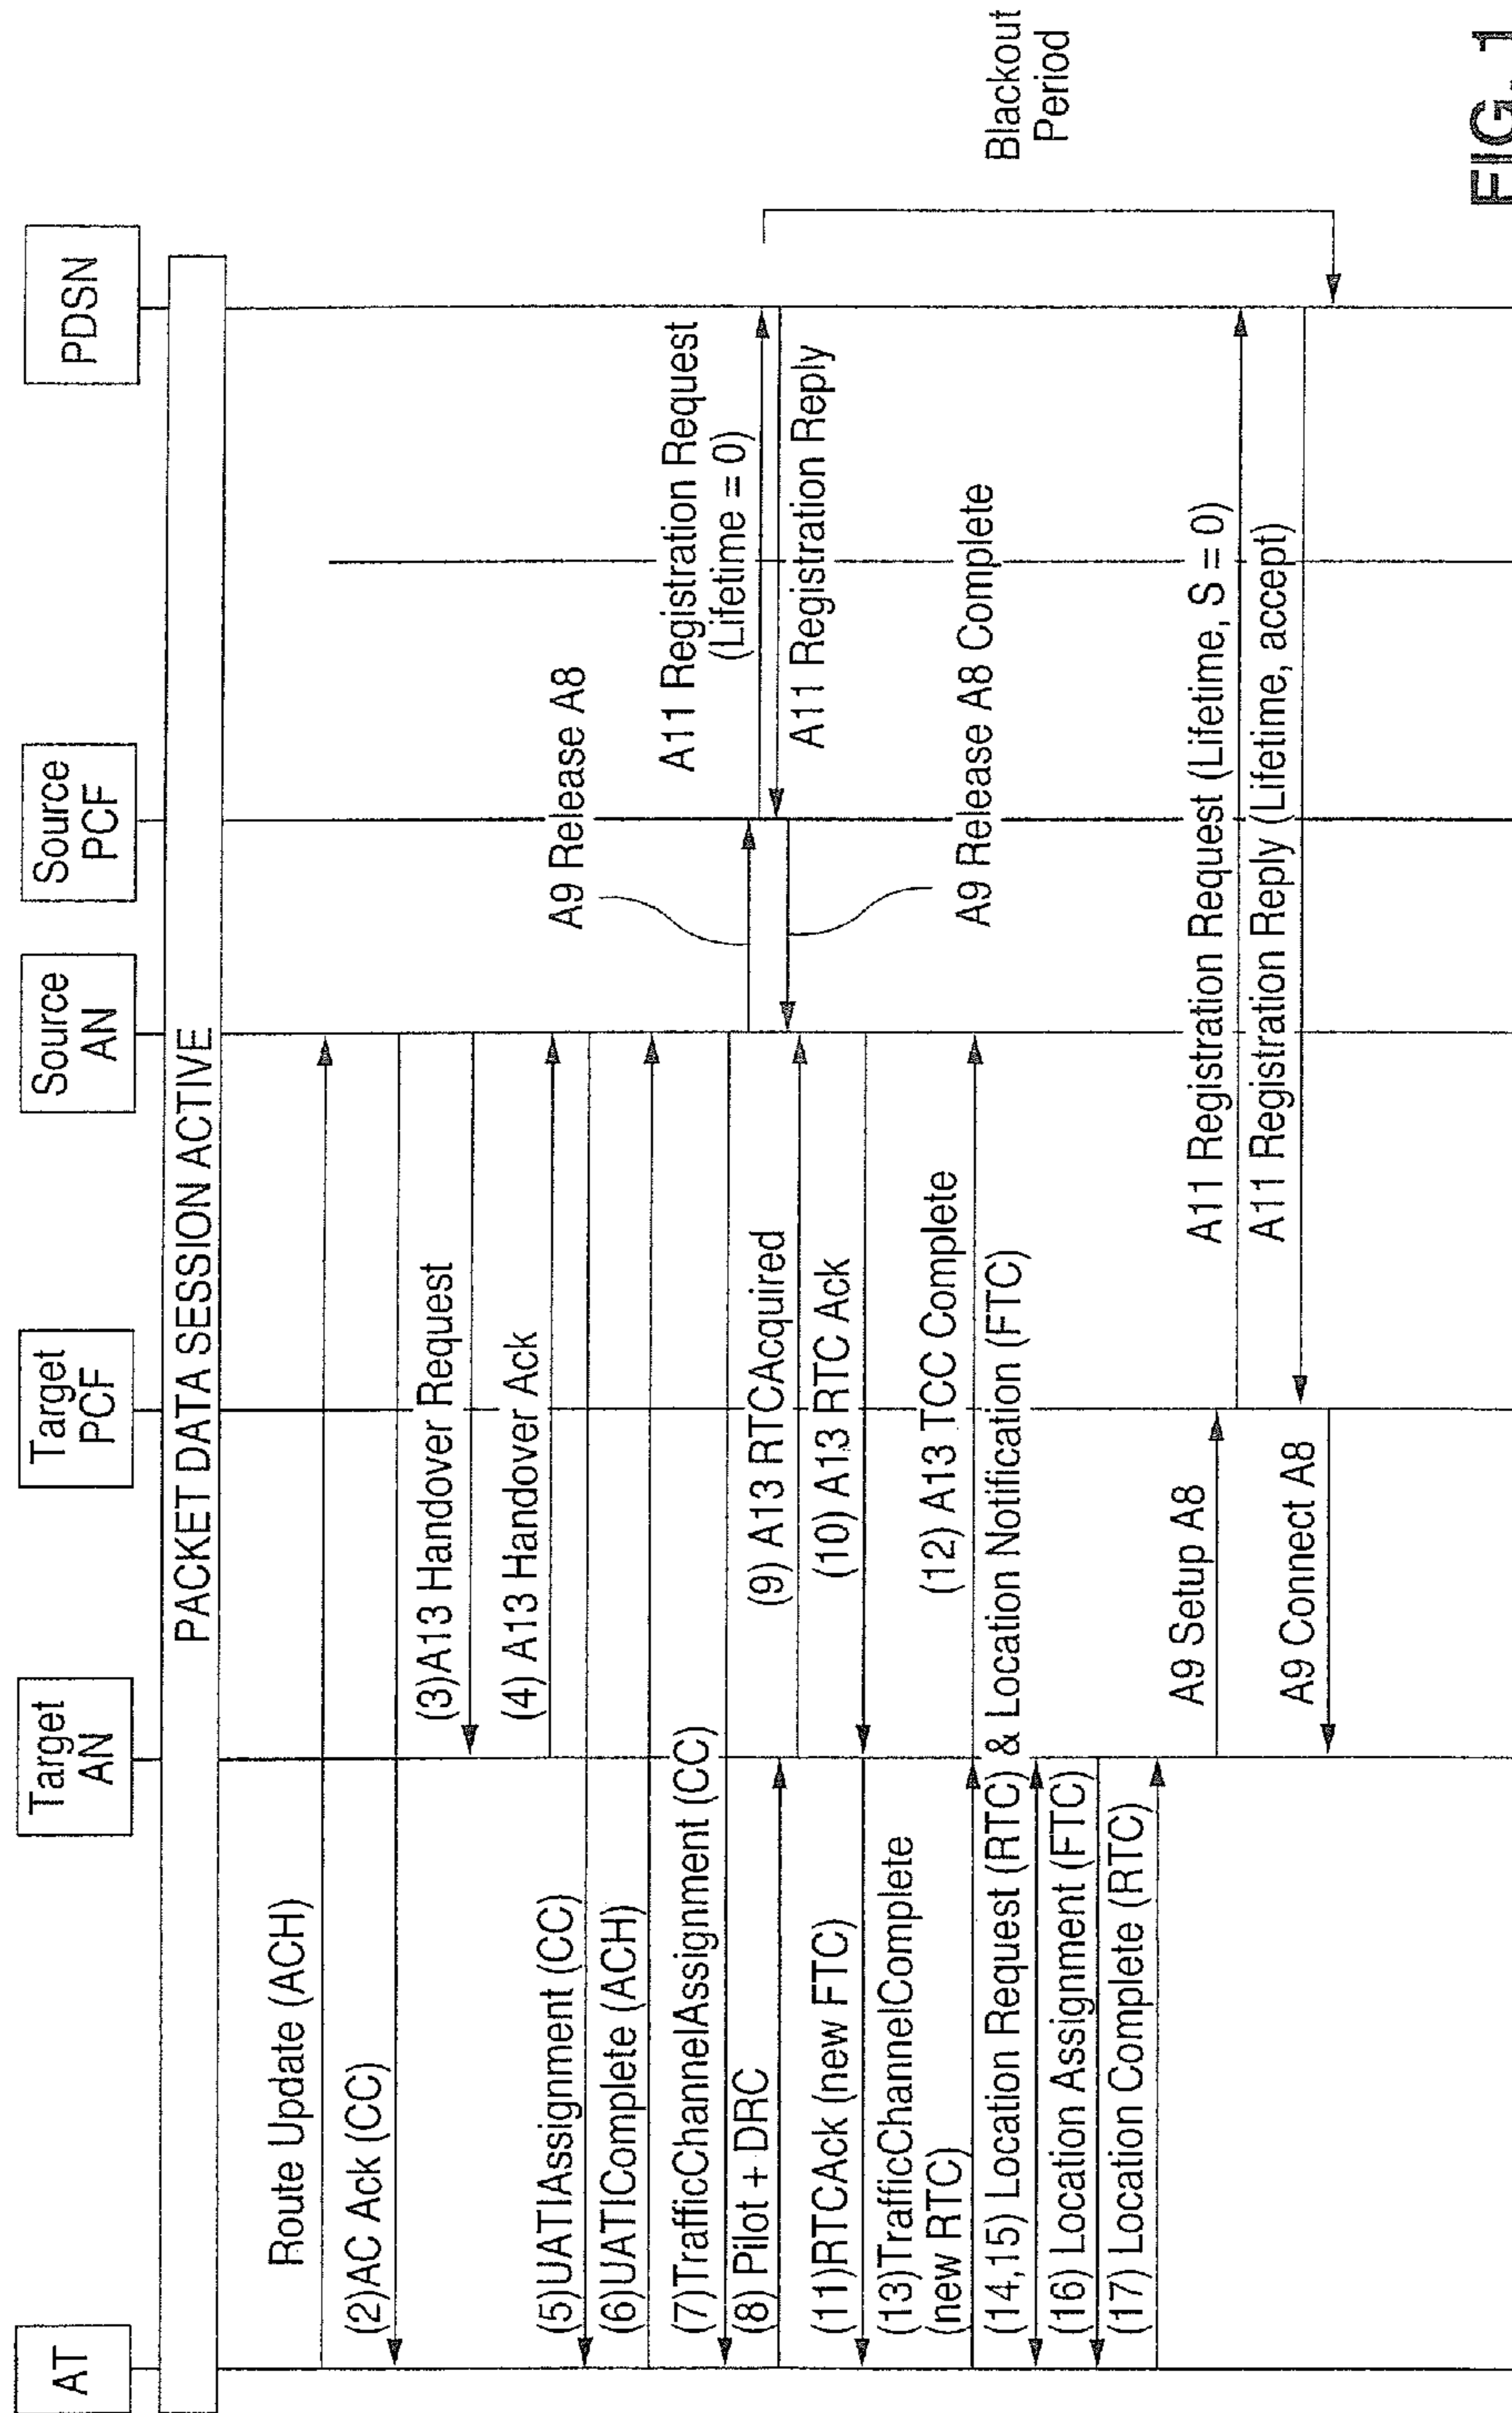 AT
Target
AN
Target
PCF
Source
AN
Source
PCF
PDSN
PACKET DATA SESSION ACTIVE
Route Update (ACH)
(2)AC Ack (CC)
(3)A13 Handover Request
(4) A13 Handover Ack
(5)UATIAssignment (CC)
(6)UATIComplete (ACH)
A9 Release A8
A11 Registration Request
(Lifetime = 0)
A11 Registration Reply
(7)TrafficChannelAssignment (CC)
(8) Pilot + DRC
(9) A13 RTCAcquired
(10) A13 RTC Ack
A9 Release A8 Complete
(11)RTCAck (new FTC)
(12) A13 TCC Complete
(13)TrafficChannelComplete
(new RTC)
(14,15) Location Request (RTC) & Location Notification (FTC)
(16) Location Assignment (FTC)
(17) Location Complete (RTC)
A9 Setup A8
A11 Registration Request (Lifetime, S = 0)
A11 Registration Reply (Lifetime, accept)
A9 Connect A8
Blackout
Period
FIG. 1